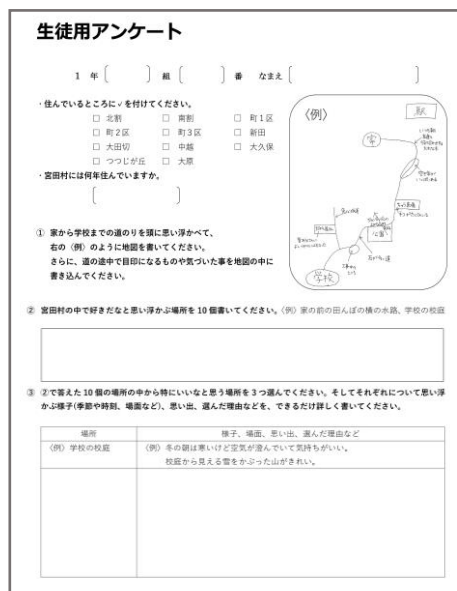 生徒用アンケート
1 年〔 〕組〔 〕番 なまえ〔 〕
・住んでいるところに✓を付けてください。
□ 北割 □ 南割 □ 町1区
□ 町2区 □ 町3区 □ 新田
□ 大田切 □ 中越 □ 大久保
□ つつじが丘 □ 大原
・宮田村には何年住んでいますか。
〔 〕
① 家から学校までの道のりを頭に思い浮かべて、
右の〈例〉のように地図を書いてください。
さらに、道の途中で目印になるものや気づいた事を地図の中に
書き込んでください。
〈例〉
駅
家
公園
学校
② 宮田村の中で好きだなと思い浮かぶ場所を 10 個書いてください。〈例〉家の前の田んぼの横の水路、学校の校庭
③ ②で答えた 10 個の場所の中から特にいいなと思う場所を 3 つ選んでください。そしてそれぞれについて思い浮
かぶ様子(季節や時刻、場面など)、思い出、選んだ理由などを、できるだけ詳しく書いてください。
場所 様子、場面、思い出、選んだ理由など
〈例〉学校の校庭 〈例〉冬の朝は寒いけど空気が澄んでいて気持ちがいい。
校庭から見える雪をかぶった山がきれい。